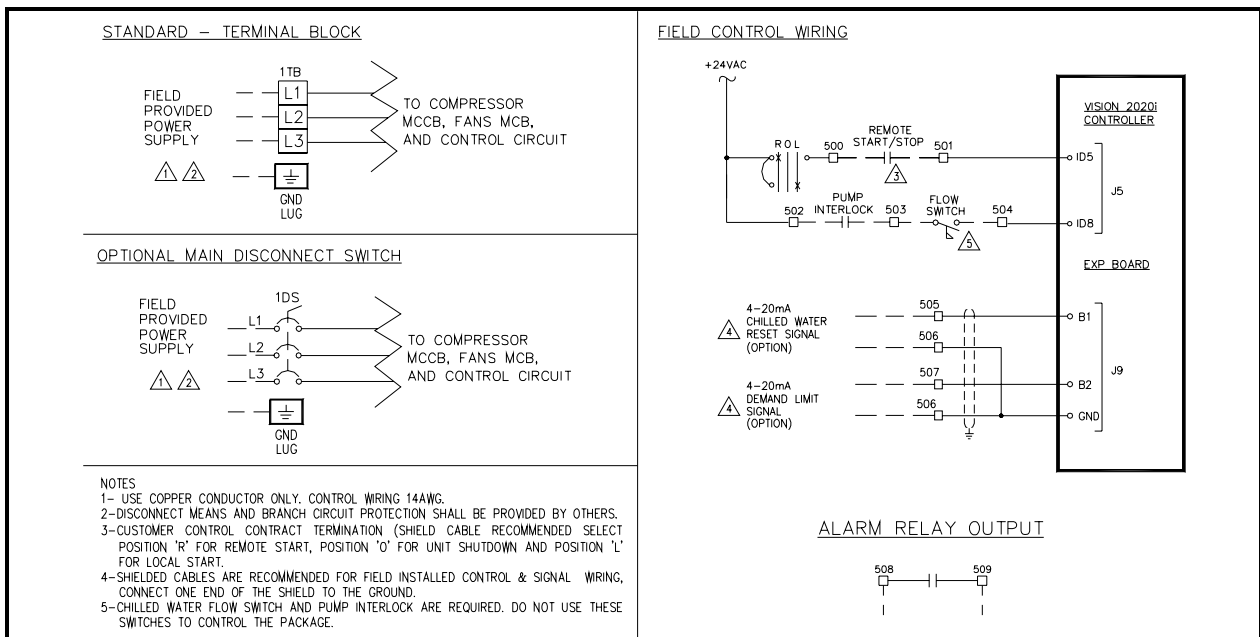 STANDARD - TERMINAL BLOCK
1TB
FIELD
PROVIDED
POWER
SUPPLY
1 2
L1
L2
L3
TO COMPRESSOR
MCCB, FANS MCB,
AND CONTROL CIRCUIT
GND
LUG
OPTIONAL MAIN DISCONNECT SWITCH
1DS
FIELD
PROVIDED
POWER
SUPPLY
1 2
L1
L2
L3
TO COMPRESSOR
MCCB, FANS MCB,
AND CONTROL CIRCUIT
GND
LUG
NOTES
1- USE COPPER CONDUCTOR ONLY. CONTROL WIRING 14AWG.
2-DISCONNECT MEANS AND BRANCH CIRCUIT PROTECTION SHALL BE PROVIDED BY OTHERS.
3-CUSTOMER CONTROL CONTRACT TERMINATION (SHIELD CABLE RECOMMENDED SELECT
POSITION 'R' FOR REMOTE START, POSITION 'O' FOR UNIT SHUTDOWN AND POSITION 'L'
FOR LOCAL START.
4-SHIELDED CABLES ARE RECOMMENDED FOR FIELD INSTALLED CONTROL & SIGNAL WIRING,
CONNECT ONE END OF THE SHIELD TO THE GROUND.
5-CHILLED WATER FLOW SWITCH AND PUMP INTERLOCK ARE REQUIRED. DO NOT USE THESE
SWITCHES TO CONTROL THE PACKAGE.
FIELD CONTROL WIRING
+24VAC
VISION 2020i
CONTROLLER
R O L
500
REMOTE
START/STOP
501
3
ID5
J5
502
PUMP
INTERLOCK
503
FLOW
SWITCH
504
5
ID8
EXP BOARD
4-20mA
CHILLED WATER
RESET SIGNAL
(OPTION)
4
505
506
B1
J9
4-20mA
DEMAND LIMIT
SIGNAL
(OPTION)
4
507
506
B2
GND
ALARM RELAY OUTPUT
508
509